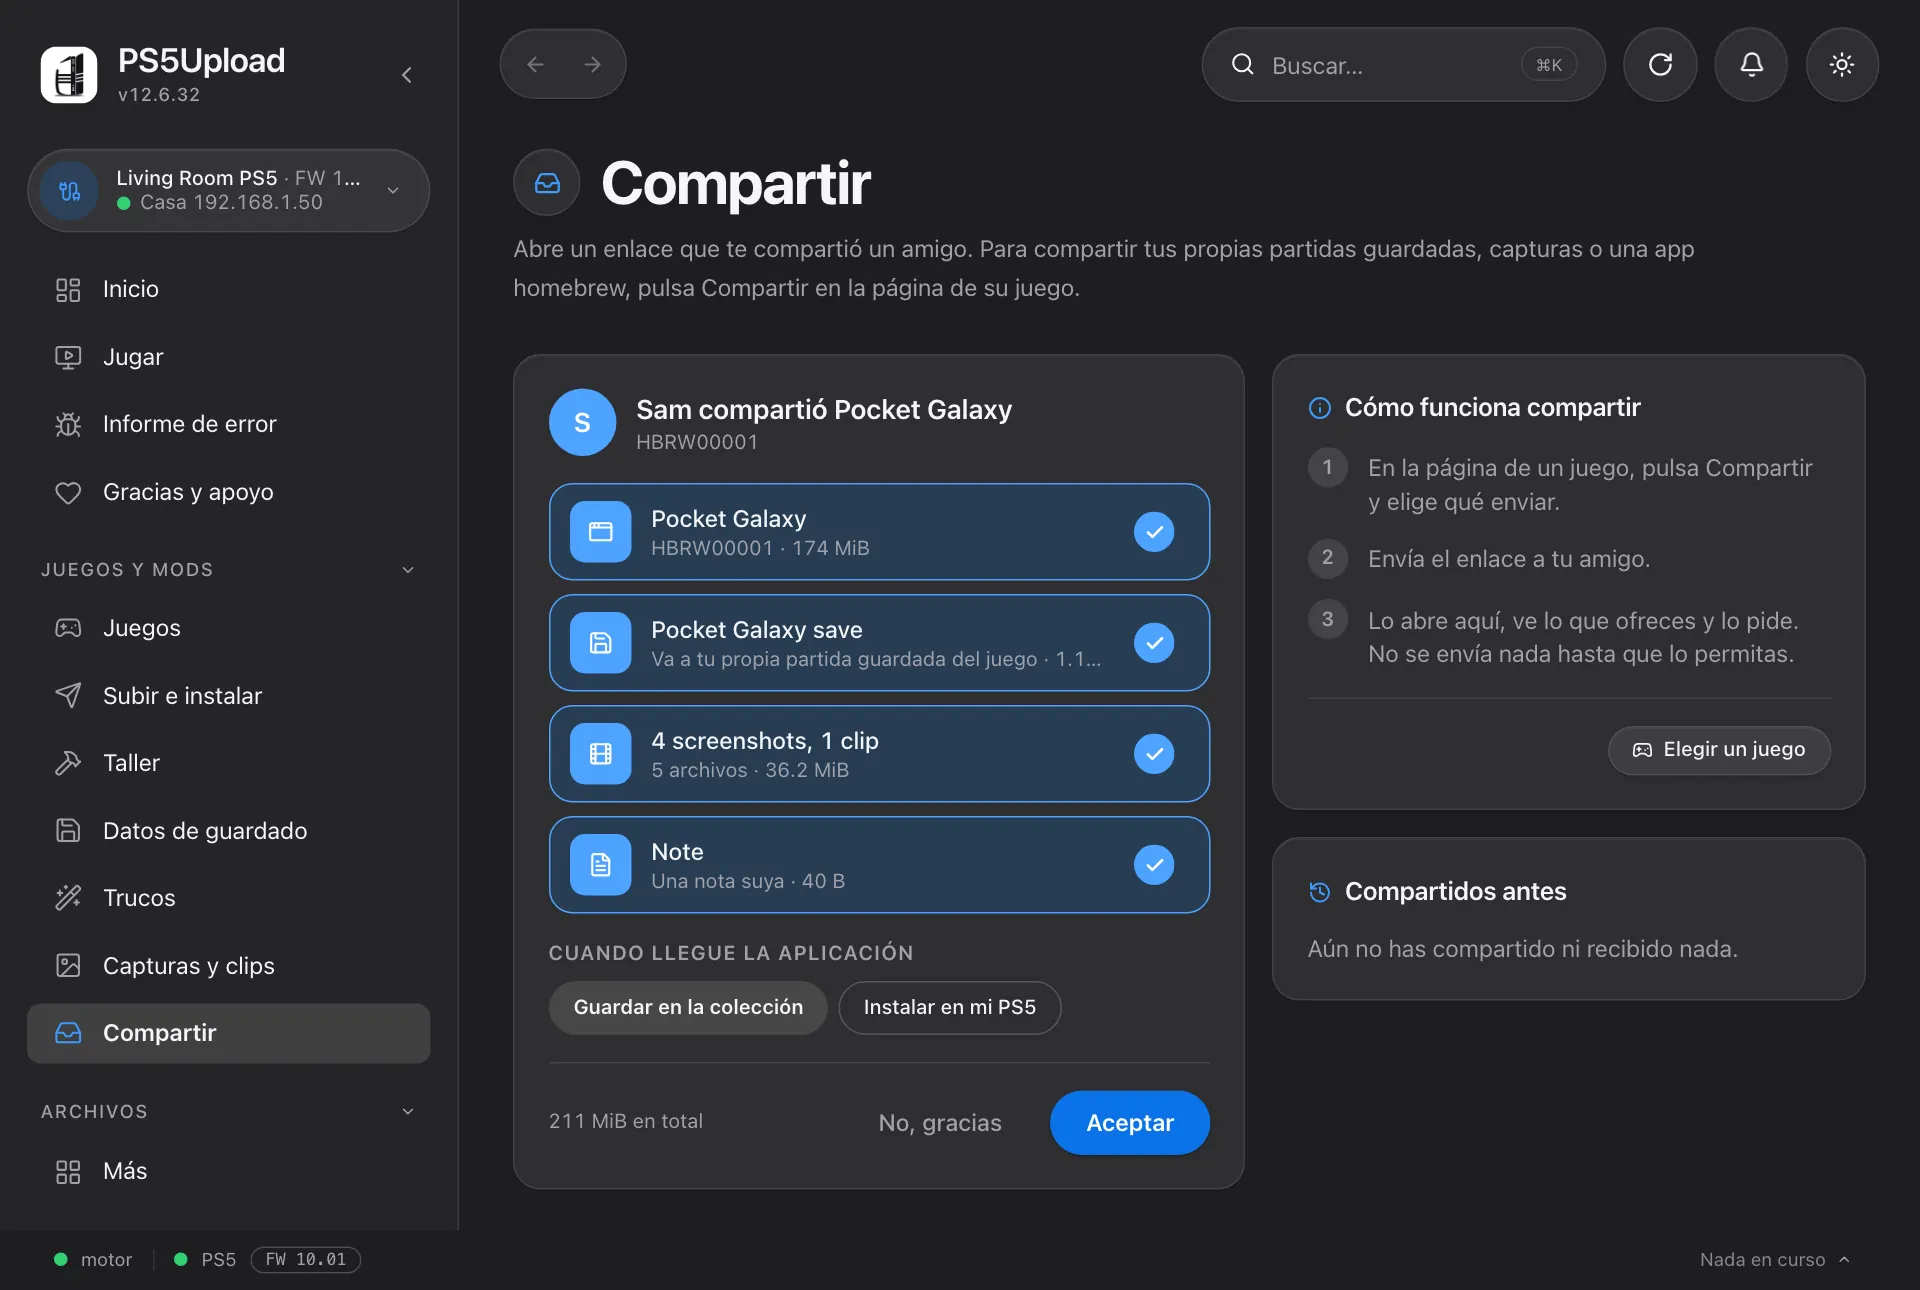 PS5Upload
v12.6.32
Living Room PS5 · FW 1...
Casa 192.168.1.50
Inicio
Jugar
Informe de error
Gracias y apoyo
JUEGOS Y MODS
Juegos
Subir e instalar
Taller
Datos de guardado
Trucos
Capturas y clips
Compartir
ARCHIVOS
Más
Buscar...
⌘K
Compartir
Abre un enlace que te compartió un amigo. Para compartir tus propias partidas guardadas, capturas o una app
homebrew, pulsa Compartir en la página de su juego.
S
Sam compartió Pocket Galaxy
HBRW00001
Pocket Galaxy
HBRW00001 · 174 MiB
Pocket Galaxy save
Va a tu propia partida guardada del juego · 1.1...
4 screenshots, 1 clip
5 archivos · 36.2 MiB
Note
Una nota suya · 40 B
CUANDO LLEGUE LA APLICACIÓN
Guardar en la colección
Instalar en mi PS5
211 MiB en total
No, gracias
Aceptar
Cómo funciona compartir
1
En la página de un juego, pulsa Compartir
y elige qué enviar.
2
Envía el enlace a tu amigo.
3
Lo abre aquí, ve lo que ofreces y lo pide.
No se envía nada hasta que lo permitas.
Elegir un juego
Compartidos antes
Aún no has compartido ni recibido nada.
motor
PS5
FW 10.01
Nada en curso